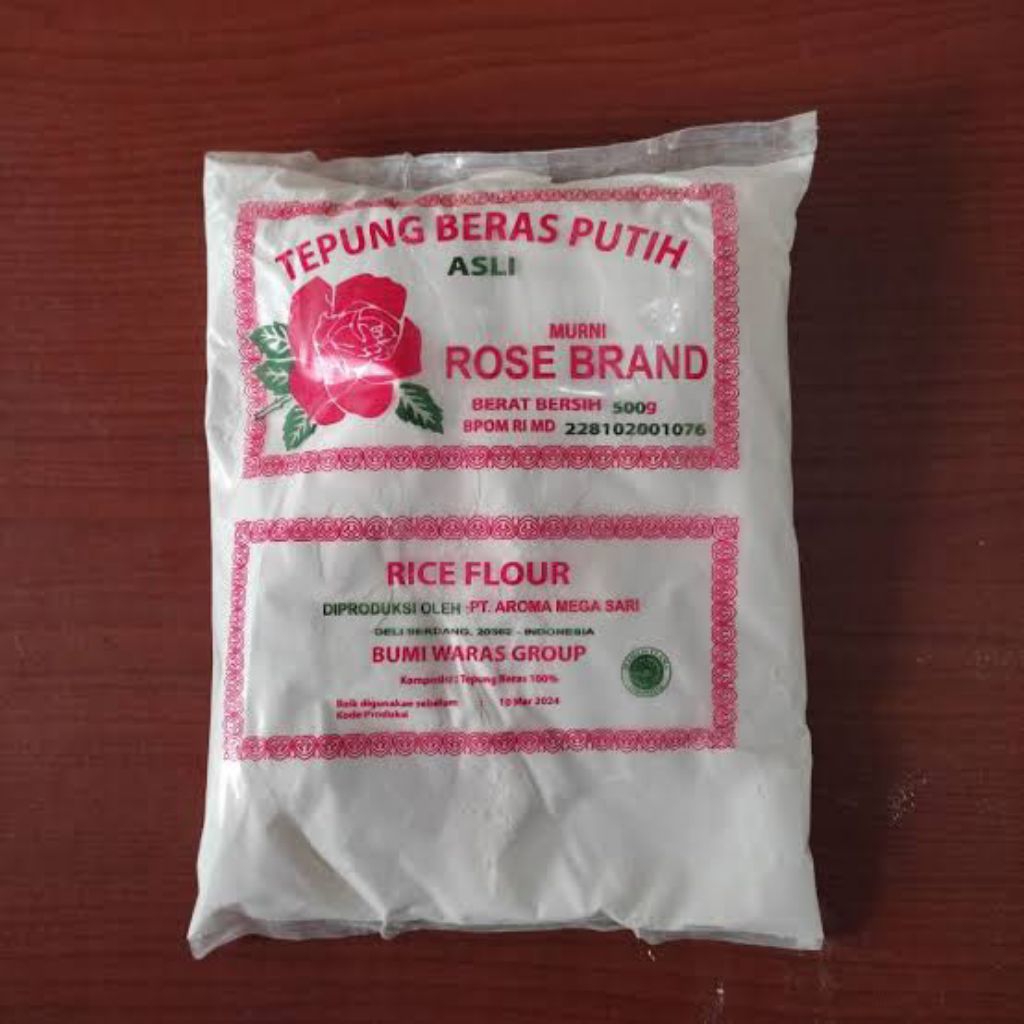 TEPUNG BERAS PUTIH
ASLI
MURNI
ROSE BRAND
BERAT BERSIH 500g
BPOM RI MD 228102001076
RICE FLOUR
DIPRODUKSI OLEH :PT. AROMA MEGA SARI
DELI SERDANG, 20362 - INDONESIA
BUMI WARAS GROUP
Komposisi : Tepung Beras 100%
Baik digunakan sebelum : 10 Mar 2024
Kode Produksi